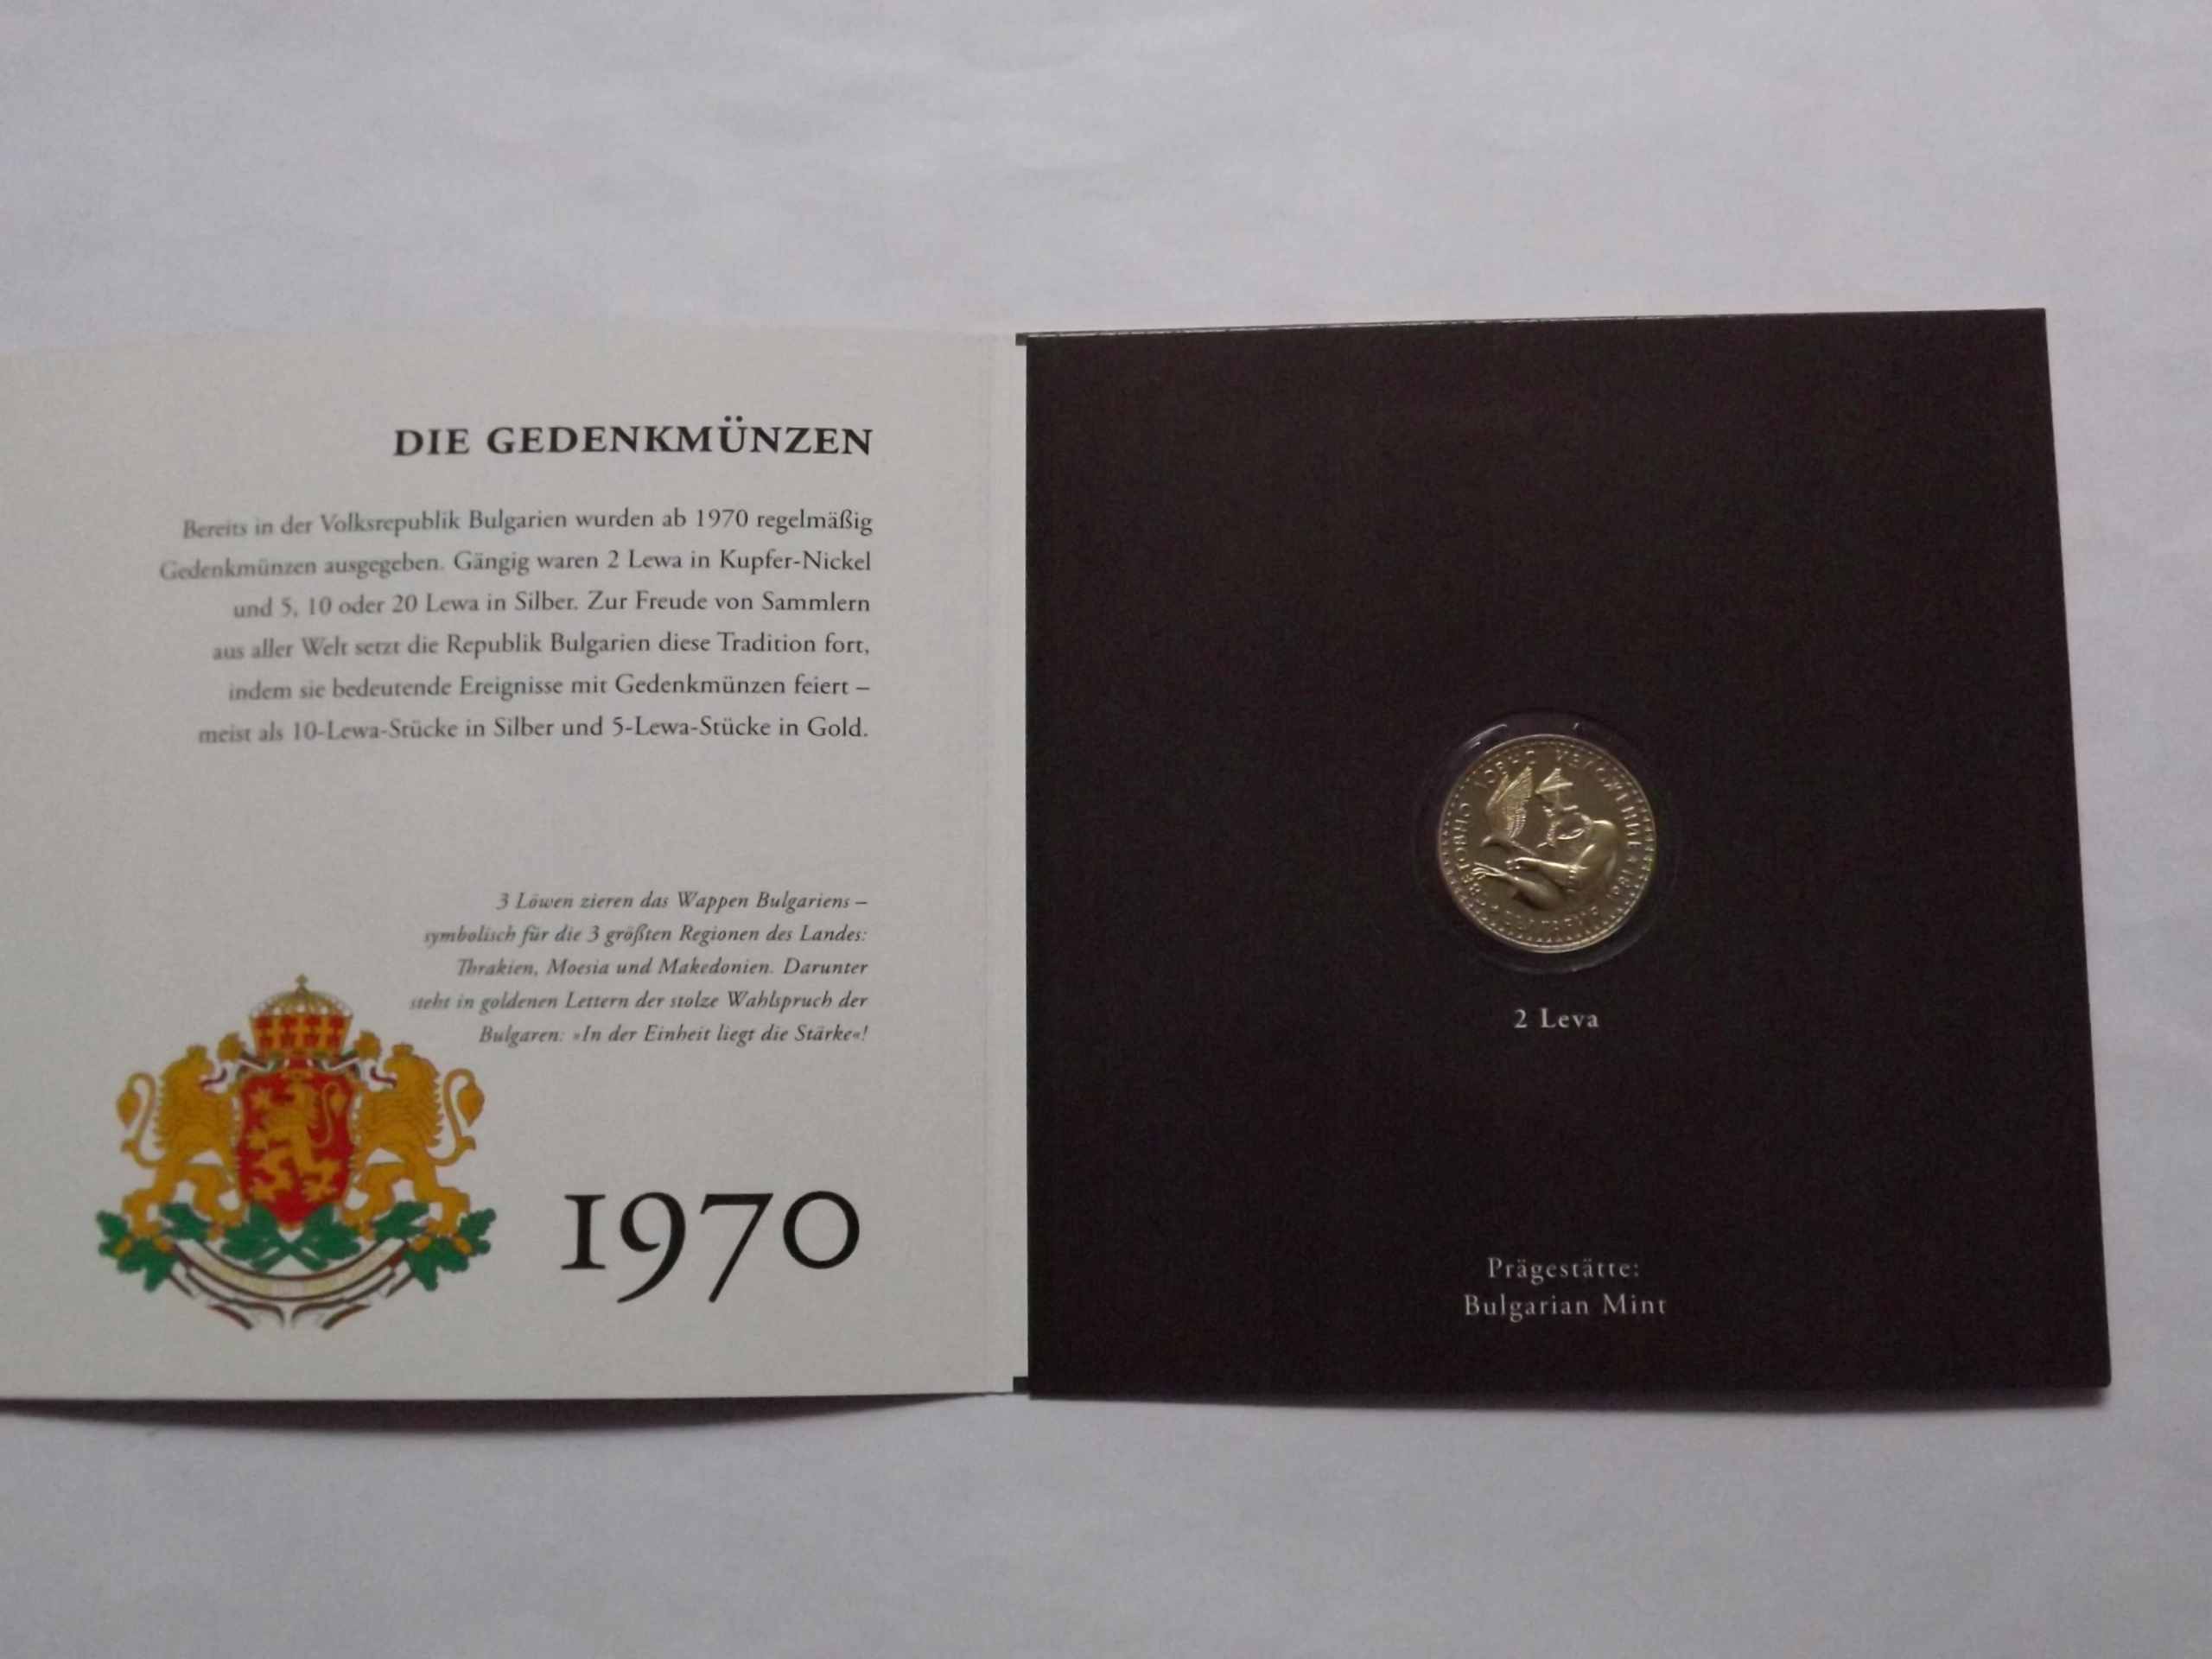 DIE GEDENKMÜNZEN
Bereits in der Volksrepublik Bulgarien wurden ab 1970 regelmäßig
Gedenkmünzen ausgegeben. Gängig waren 2 Lewa in Kupfer-Nickel
und 5, 10 oder 20 Lewa in Silber. Zur Freude von Sammlern
aus aller Welt setzt die Republik Bulgarien diese Tradition fort,
indem sie bedeutende Ereignisse mit Gedenkmünzen feiert –
meist als 10-Lewa-Stücke in Silber und 5-Lewa-Stücke in Gold.
3 Löwen zieren das Wappen Bulgariens –
symbolisch für die 3 größten Regionen des Landes:
Thrakien, Moesia und Makedonien. Darunter
steht in goldenen Lettern der stolze Wahlspruch der
Bulgaren: »In der Einheit liegt die Stärke«!
1970
2 Leva
Prägestätte:
Bulgarian Mint